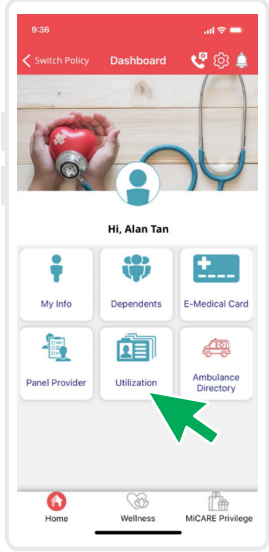 9:36
Switch Policy Dashboard
Hi, Alan Tan
My Info Dependents E-Medical Card
Panel Provider Utilization Ambulance
Directory
Home Wellness MiCARE Privilege